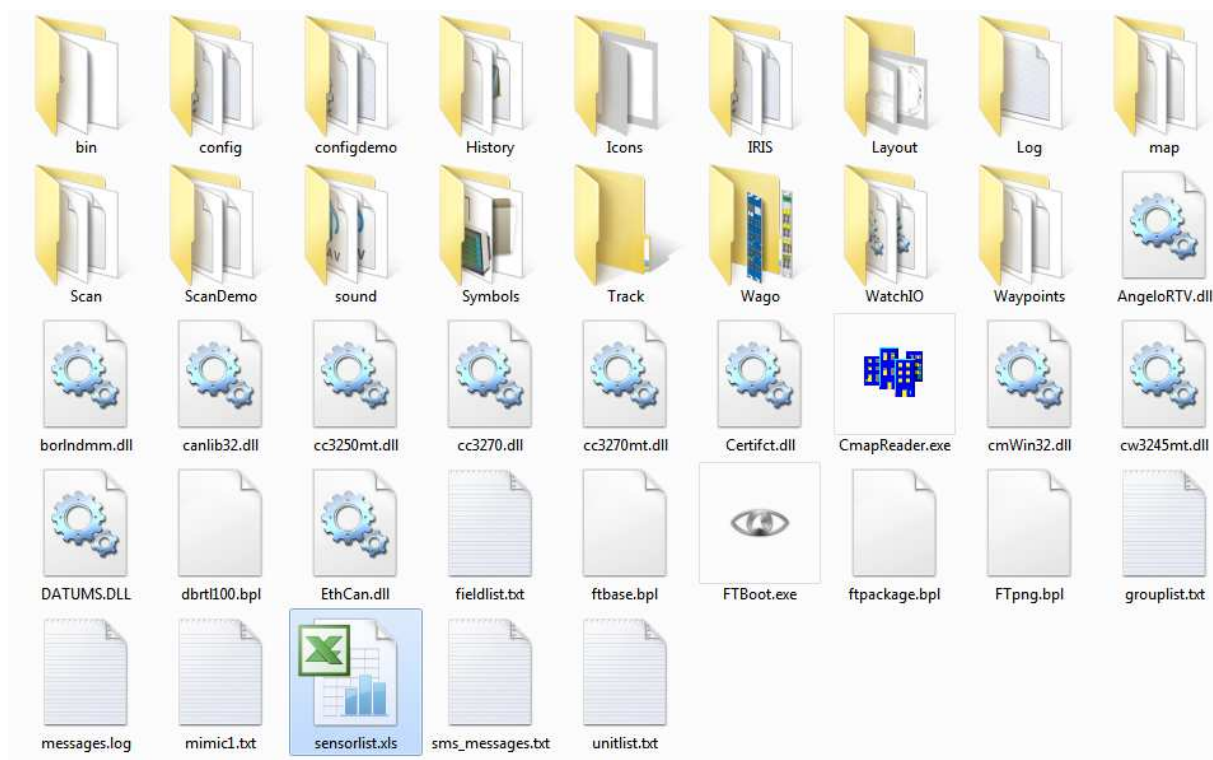 bin config configdemo History Icons IRIS Layout Log map
Scan ScanDemo sound Symbols Track Wago WatchIO Waypoints AngeloRTV.dll
borlndmm.dll canlib32.dll cc3250mt.dll cc3270.dll cc3270mt.dll Certifct.dll CmapReader.exe cmWin32.dll cw3245mt.dll
DATUMS.DLL dbrtl100.bpl EthCan.dll fieldlist.txt ftbase.bpl FTBoot.exe ftpackage.bpl FTpng.bpl grouplist.txt
messages.log mimic1.txt sensorlist.xls sms_messages.txt unitlist.txt